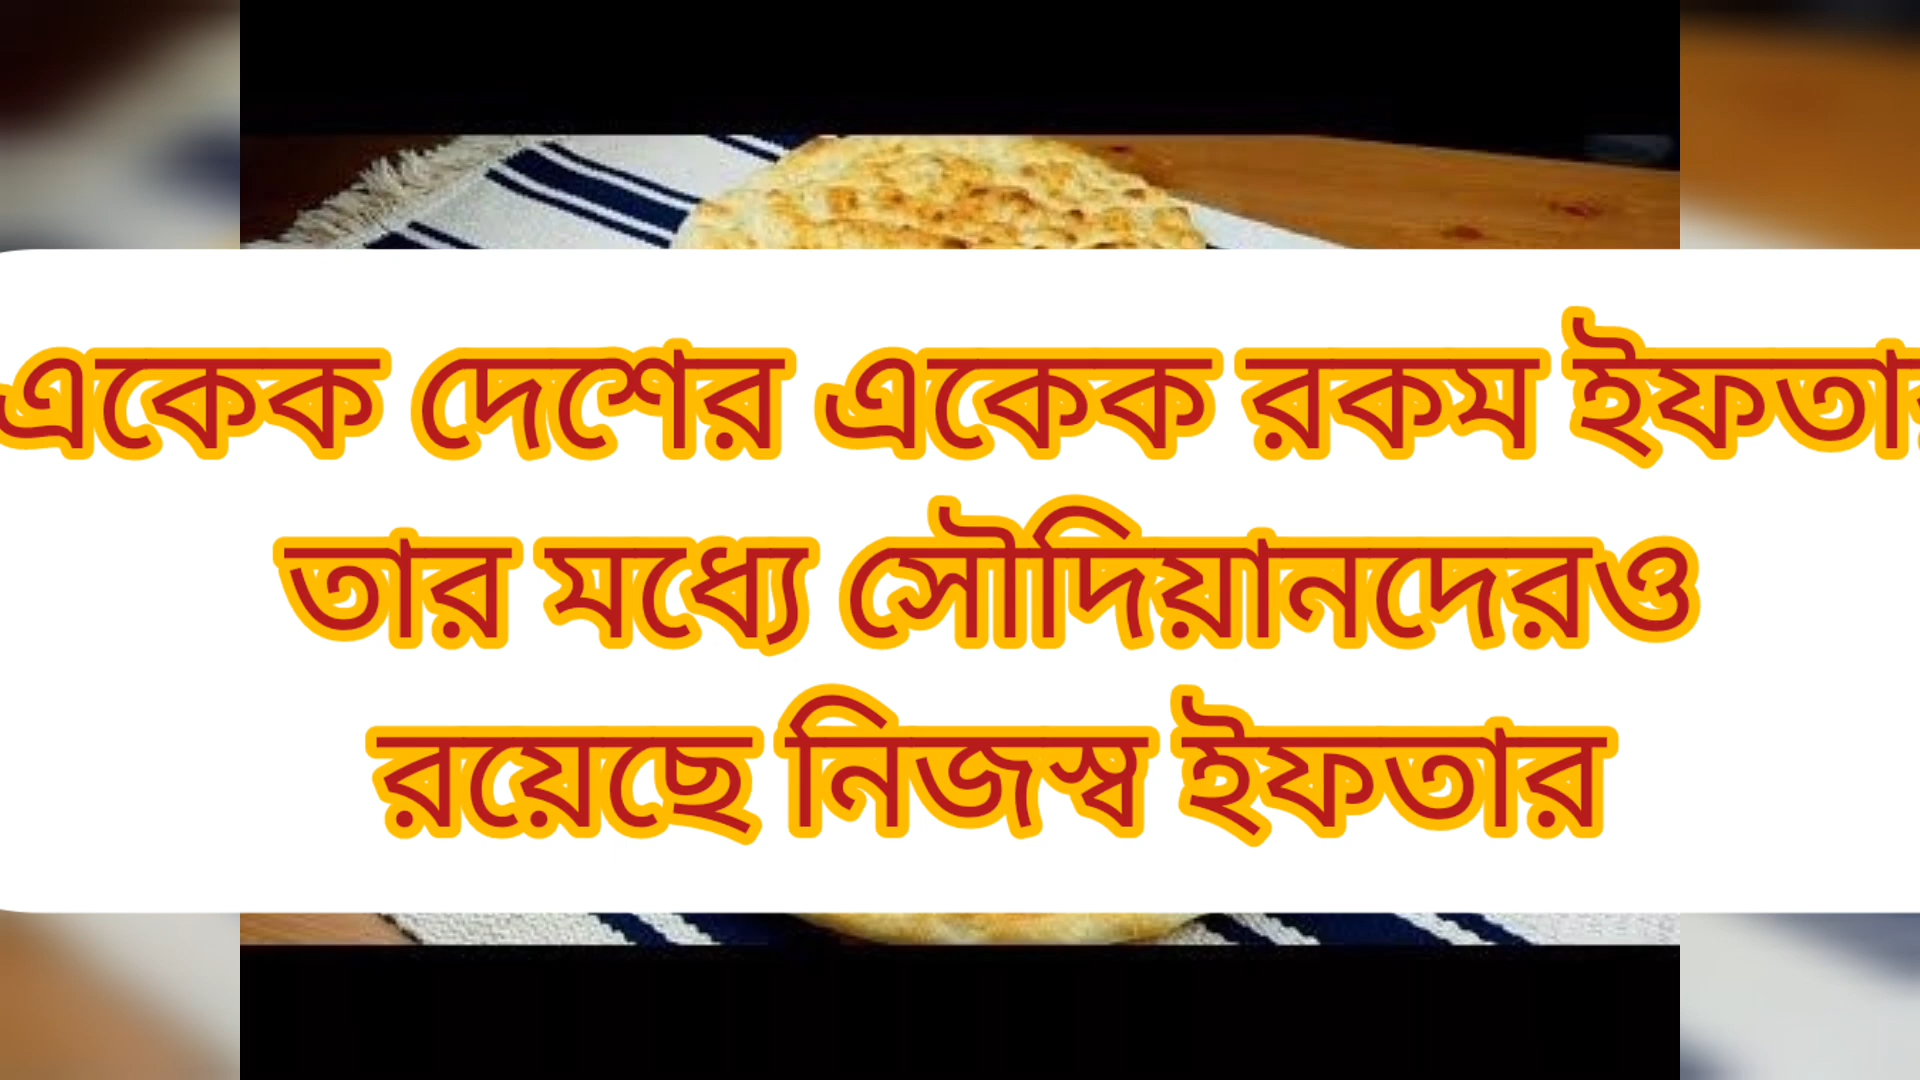 একেক দেশের একেক রকম ইফতার
তার মধ্যে সৌদিয়ানদেরও
রয়েছে নিজস্ব ইফতার